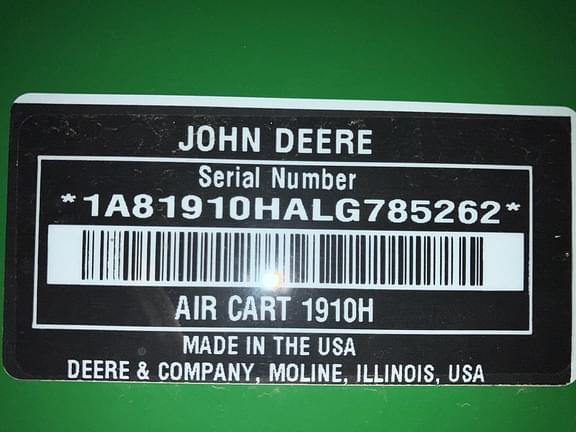 JOHN DEERE
Serial Number
*1A81910HALG785262*
AIR CART 1910H
MADE IN THE USA
DEERE & COMPANY, MOLINE, ILLINOIS, USA